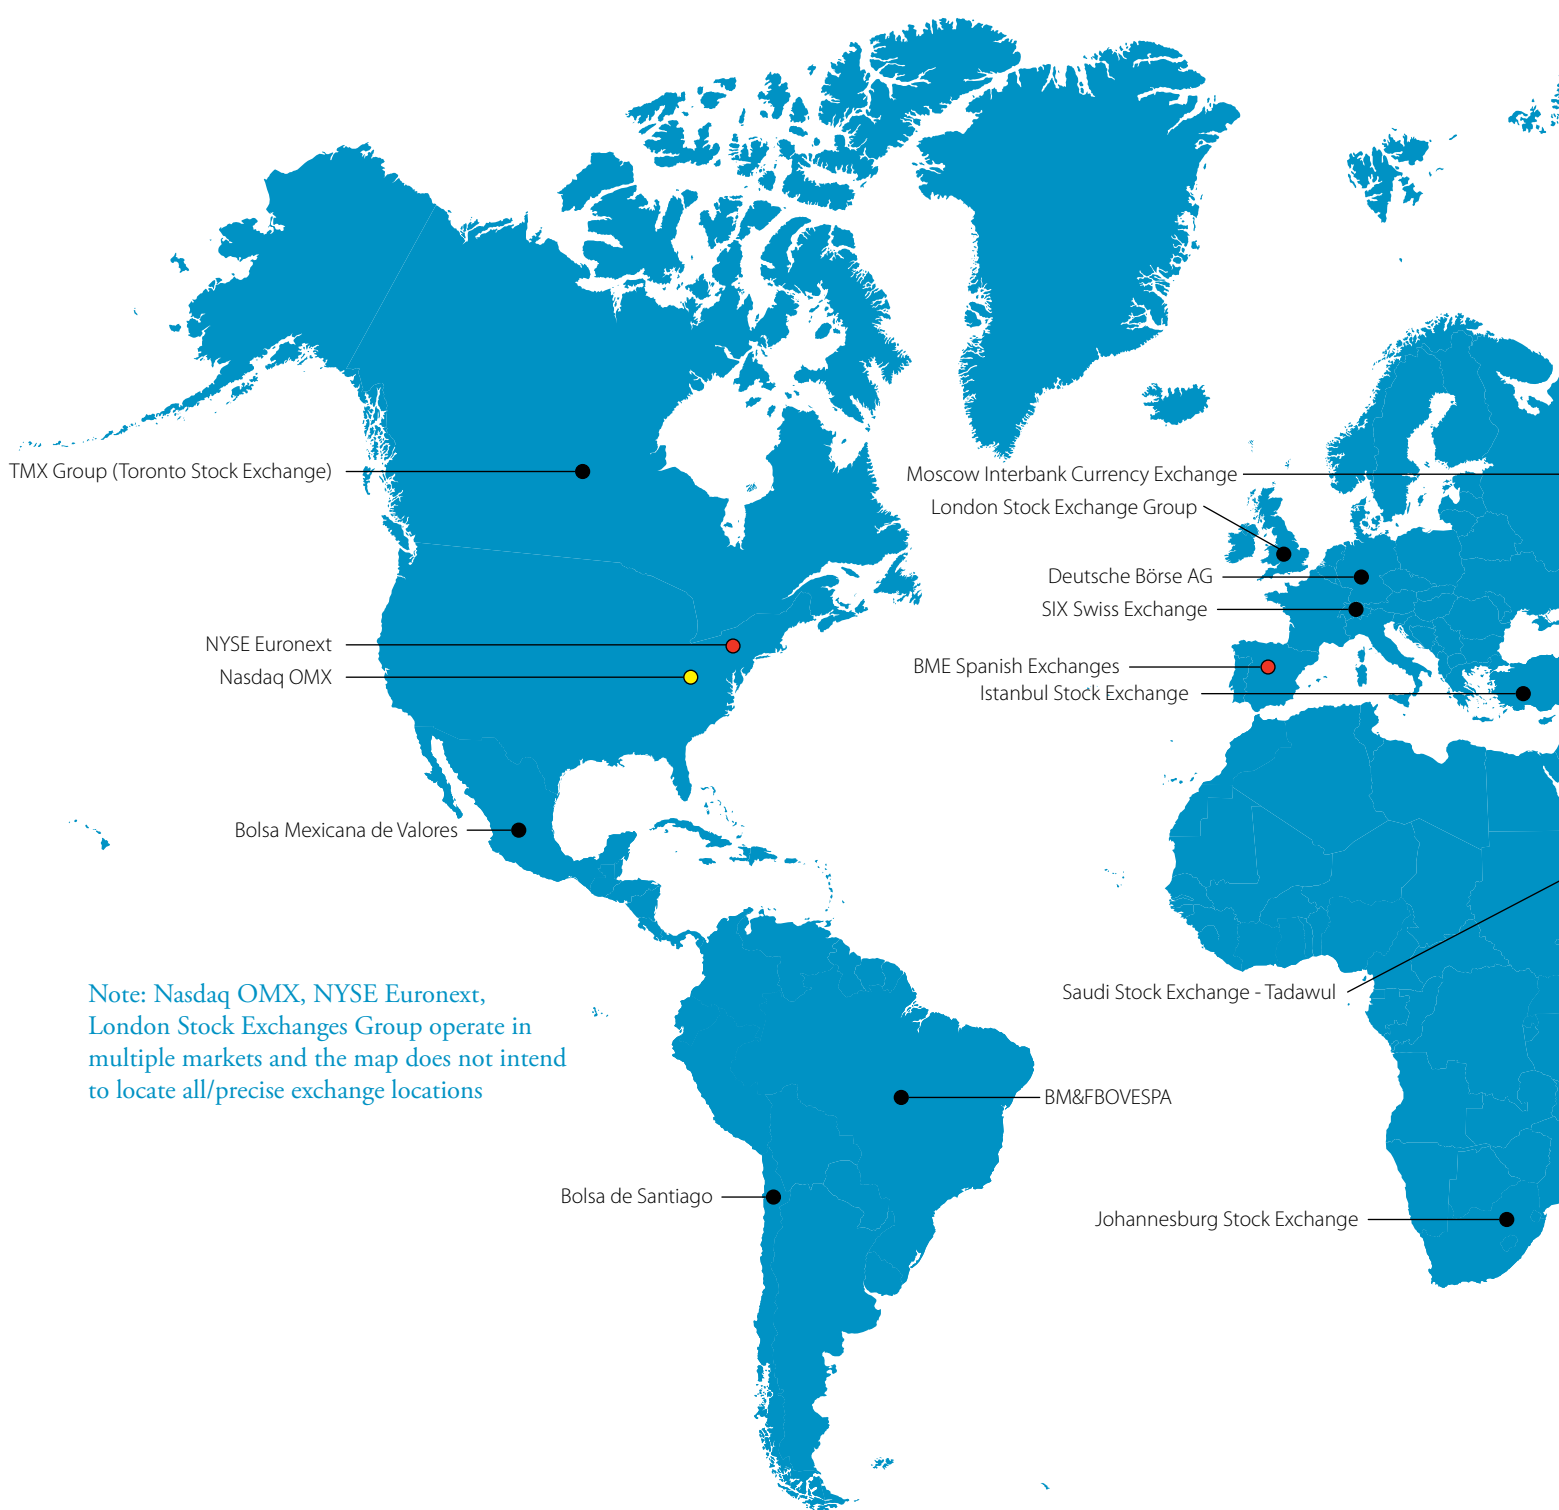 TMX Group (Toronto Stock Exchange)
Moscow Interbank Currency Exchange
London Stock Exchange Group
Deutsche Börse AG
SIX Swiss Exchange
NYSE Euronext
Nasdaq OMX
BME Spanish Exchanges
Istanbul Stock Exchange
Bolsa Mexicana de Valores
Note: Nasdaq OMX, NYSE Euronext,
London Stock Exchanges Group operate in
multiple markets and the map does not intend
to locate all/precise exchange locations
Saudi Stock Exchange - Tadawul
BM&FBOVESPA
Bolsa de Santiago
Johannesburg Stock Exchange